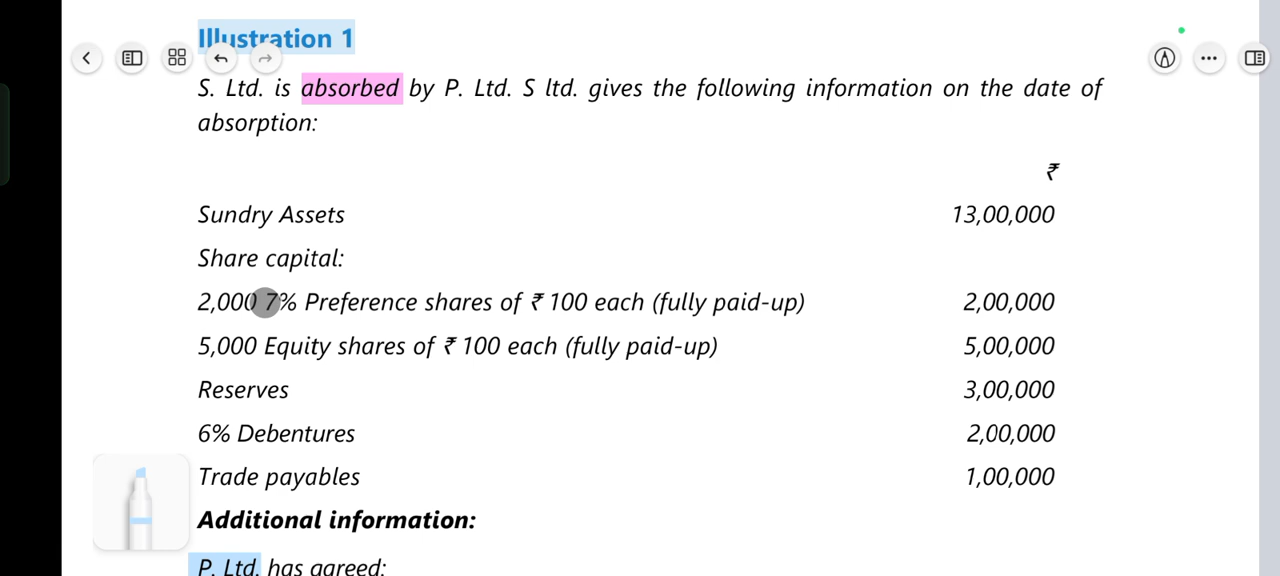 Illustration 1
S. Ltd. is absorbed by P. Ltd. S ltd. gives the following information on the date of
absorption:
₹
Sundry Assets 13,00,000
Share capital:
2,000 7% Preference shares of ₹ 100 each (fully paid-up) 2,00,000
5,000 Equity shares of ₹ 100 each (fully paid-up) 5,00,000
Reserves 3,00,000
6% Debentures 2,00,000
Trade payables 1,00,000
Additional information:
P. Ltd. has agreed: